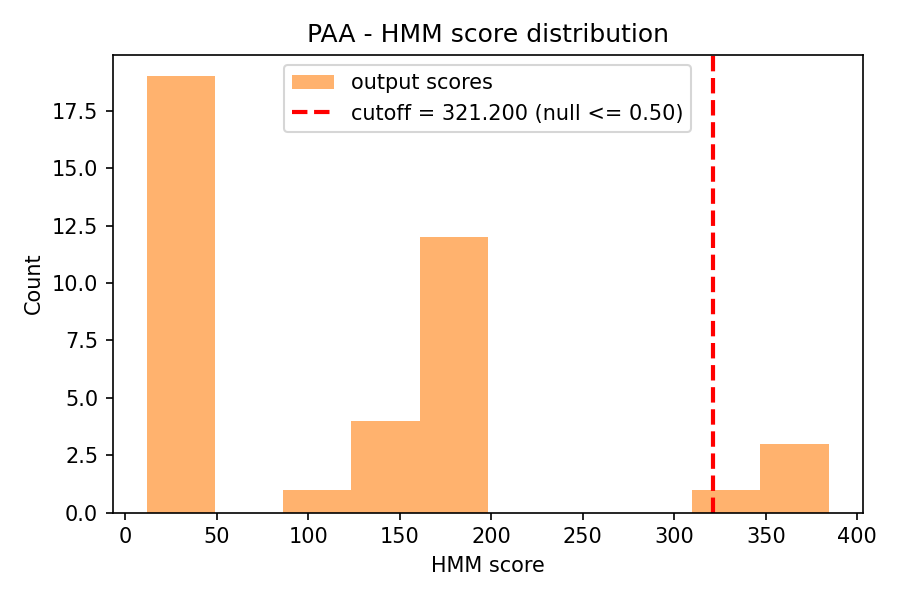 PAA - HMM score distribution
output scores
cutoff = 321.200 (null <= 0.50)
17.5
15.0
12.5
10.0
7.5
5.0
2.5
0.0
Count
0 50 100 150 200 250 300 350 400
HMM score